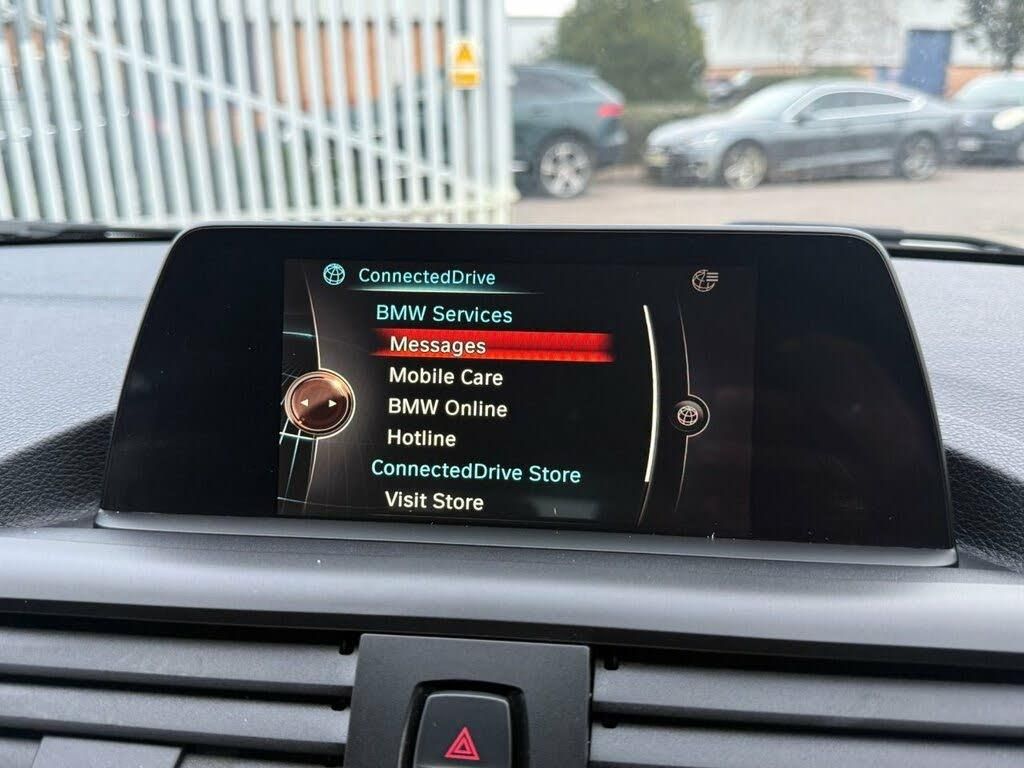 ConnectedDrive
BMW Services
Messages
Mobile Care
BMW Online
Hotline
ConnectedDrive Store
Visit Store